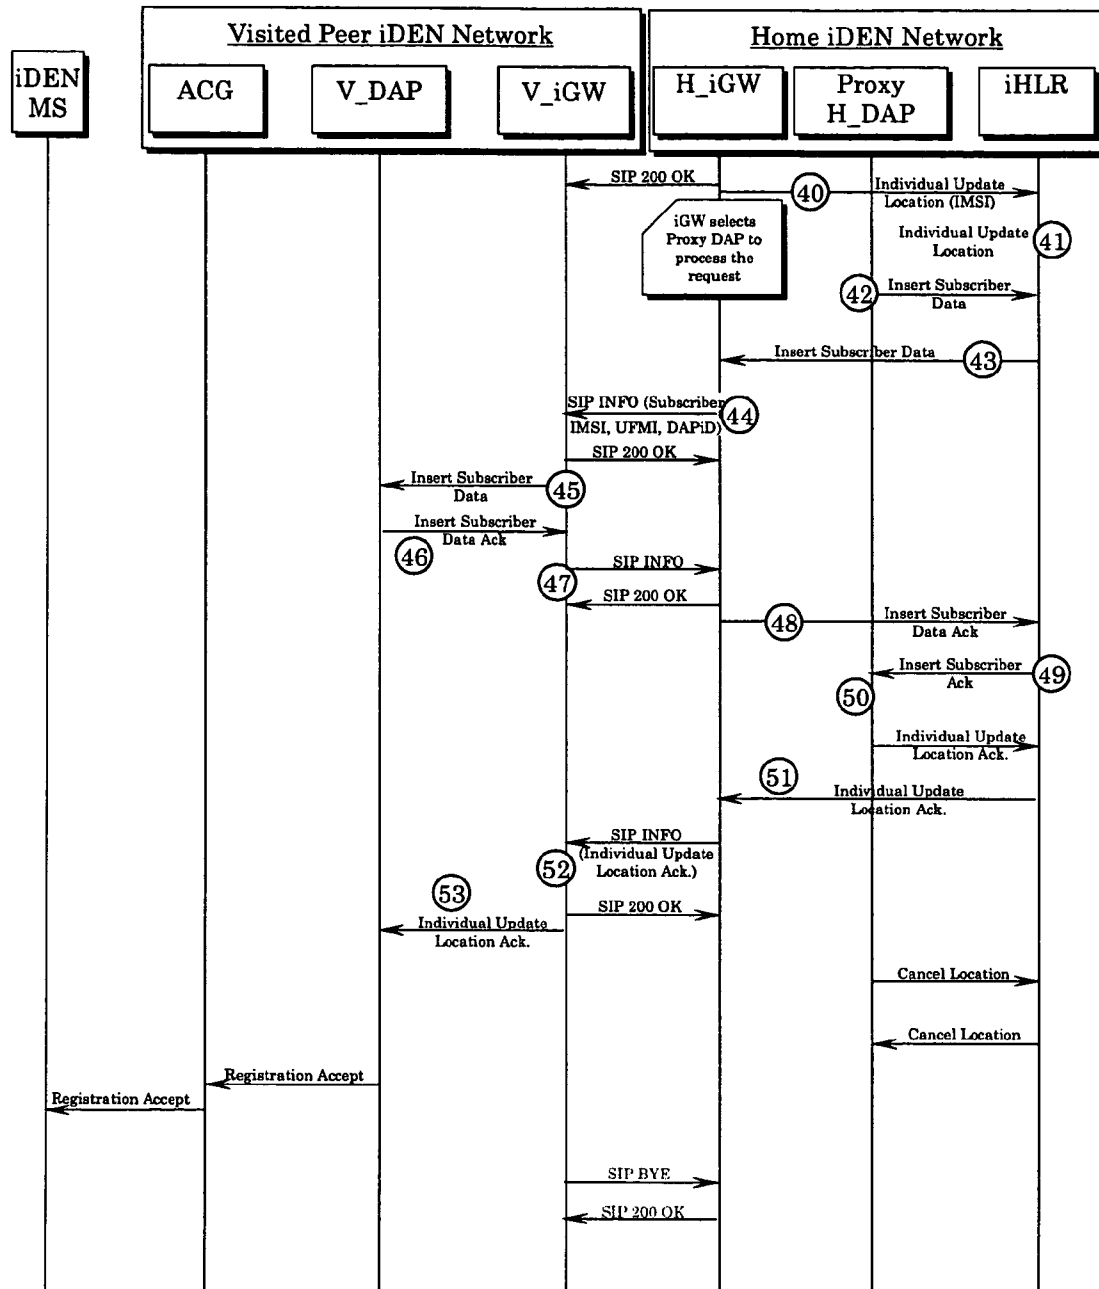 Visited Peer iDEN Network
Home iDEN Network
iDEN
MS
ACG
V_DAP
V_iGW
H_iGW
Proxy
H_DAP
iHLR
SIP 200 OK
40
Individual Update
Location (IMSI)
iGW selects
Proxy DAP to
process the
request
Individual Update
Location
41
42
Insert Subscriber
Data
Insert Subscriber Data
43
SIP INFO (Subscriber
IMSI, UFMI, DAPiD)
44
SIP 200 OK
Insert Subscriber
Data
45
Insert Subscriber
Data Ack
46
SIP INFO
47
SIP 200 OK
48
Insert Subscriber
Data Ack
Insert Subscriber
Ack
49
50
Individual Update
Location Ack.
51
Individual Update
Location Ack.
SIP INFO
(Individual Update
Location Ack.)
52
53
SIP 200 OK
Individual Update
Location Ack.
Cancel Location
Cancel Location
Registration Accept
Registration Accept
SIP BYE
SIP 200 OK